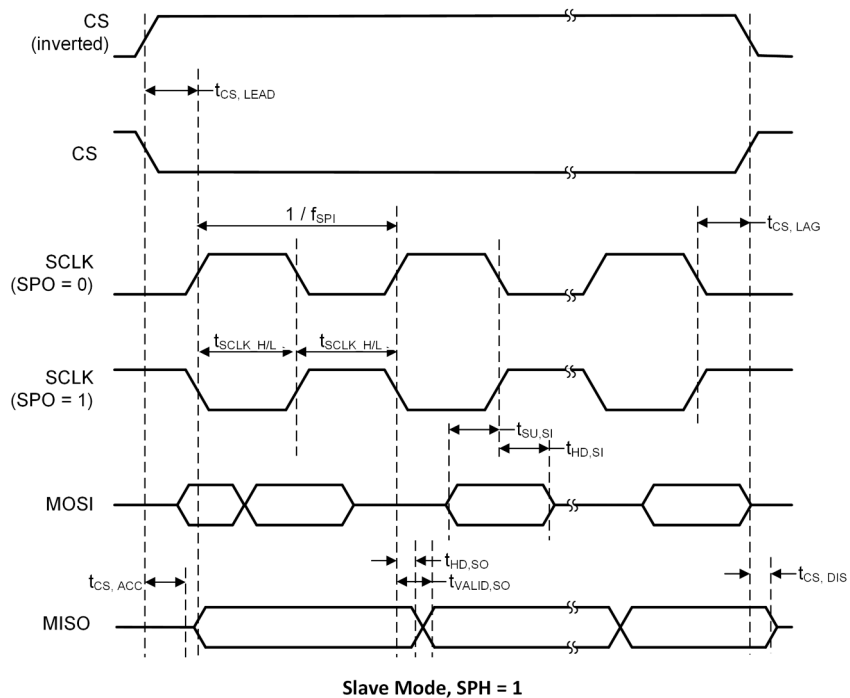 CS
(inverted)
tCS, LEAD
CS
1 / fSPI
tCS, LAG
SCLK
(SPO = 0)
tSCLK_H/L
tSCLK_H/L
SCLK
(SPO = 1)
tSU,SI
tHD,SI
MOSI
tHD,SO
tCS, ACC
tVALID,SO
tCS, DIS
MISO
Slave Mode, SPH = 1